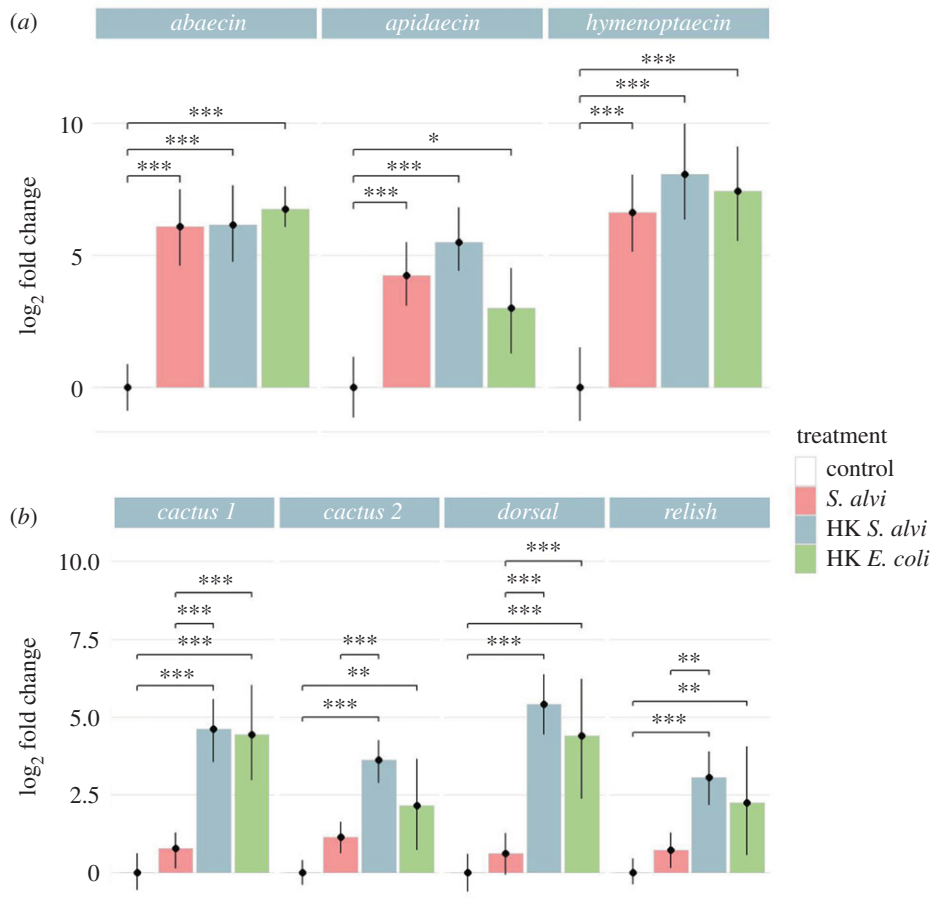 (a)
abaecin apidaecin hymenoptaecin
***
*** *** ***
*** * ***
*** ***
***
10
5
0
log2 fold change
treatment
control
S. alvi
HK S. alvi
HK E. coli
(b)
cactus 1 cactus 2 dorsal relish
***
*** ***
*** *** *** **
*** ** *** **
*** *** ***
10.0
7.5
5.0
2.5
0
log2 fold change